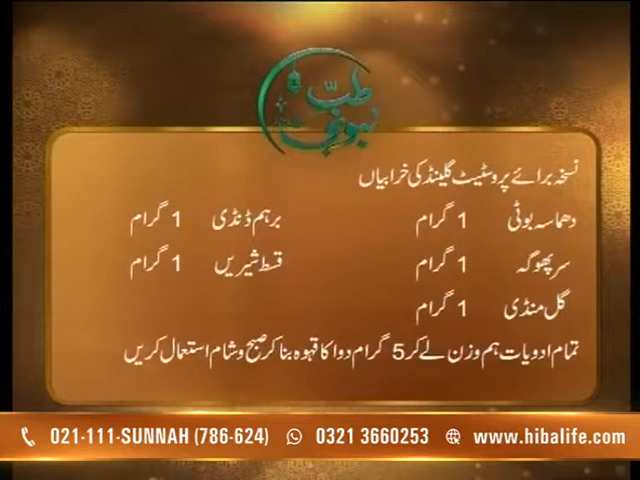 طبّ نبوی
نسخہ برائے پروسٹیٹ گلینڈ کی خرابیاں
دھماسہ بوٹی 1 گرام برہم ڈنڈی 1 گرام
سرپھوگہ 1 گرام قسط شیریں 1 گرام
گل منڈی 1 گرام
تمام ادویات ہم وزن لے کر 5 گرام دوا کا قہوہ بنا کر صبح و شام استعمال کریں
021-111-SUNNAH (786-624) 0321 3660253 www.hibalife.com